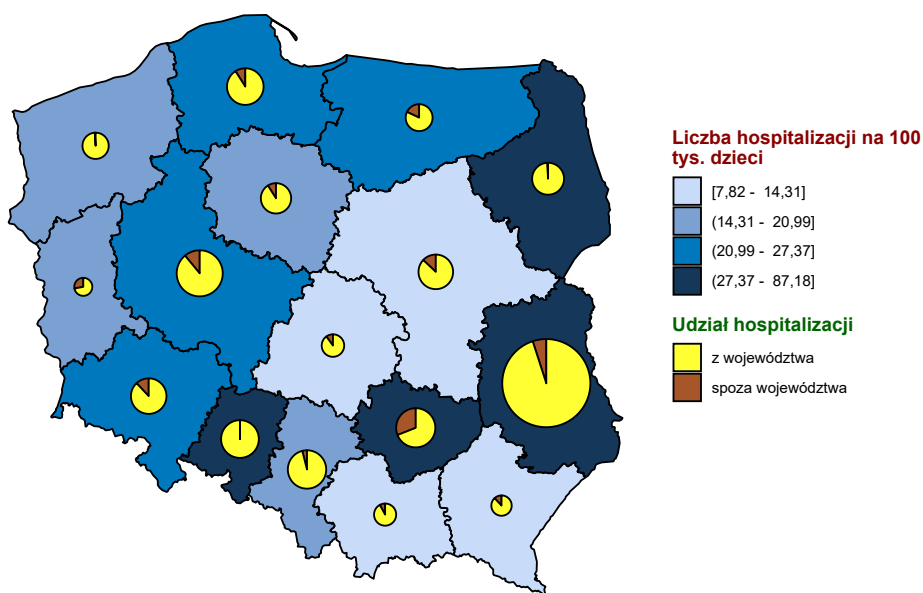 Liczba hospitalizacji na 100
tys. dzieci
[7,82 - 14,31]
(14,31 - 20,99]
(20,99 - 27,37]
(27,37 - 87,18]
Udział hospitalizacji
z województwa
spoza województwa